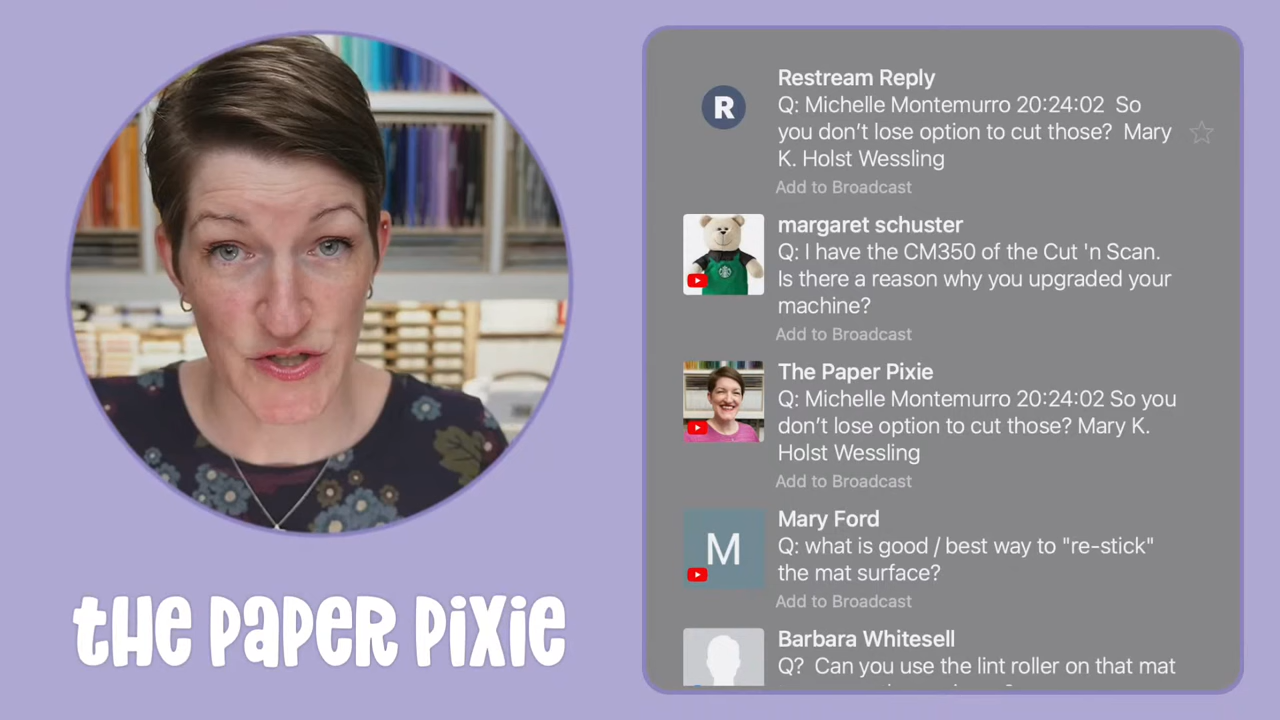 the paper pixie
R
Restream Reply
Q: Michelle Montemurro 20:24:02  So
you don’t lose option to cut those?  Mary
K. Holst Wessling
Add to Broadcast
margaret schuster
Q: I have the CM350 of the Cut 'n Scan.
Is there a reason why you upgraded your
machine?
Add to Broadcast
The Paper Pixie
Q: Michelle Montemurro 20:24:02 So you
don’t lose option to cut those? Mary K.
Holst Wessling
Add to Broadcast
M
Mary Ford
Q: what is good / best way to "re-stick"
the mat surface?
Add to Broadcast
Barbara Whitesell
Q?  Can you use the lint roller on that mat